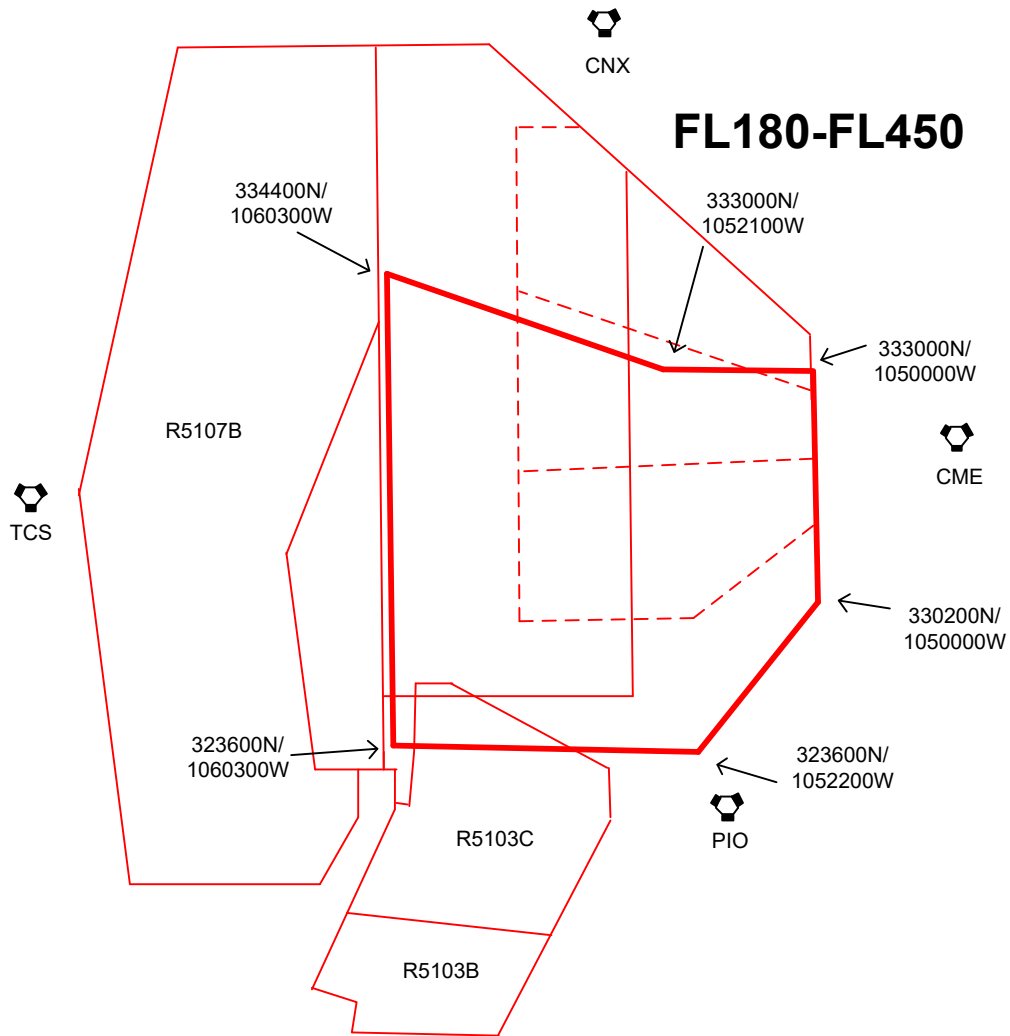 CNX
FL180-FL450
334400N/
1060300W
333000N/
1052100W
333000N/
1050000W
R5107B
CME
TCS
330200N/
1050000W
323600N/
1060300W
323600N/
1052200W
PIO
R5103C
R5103B